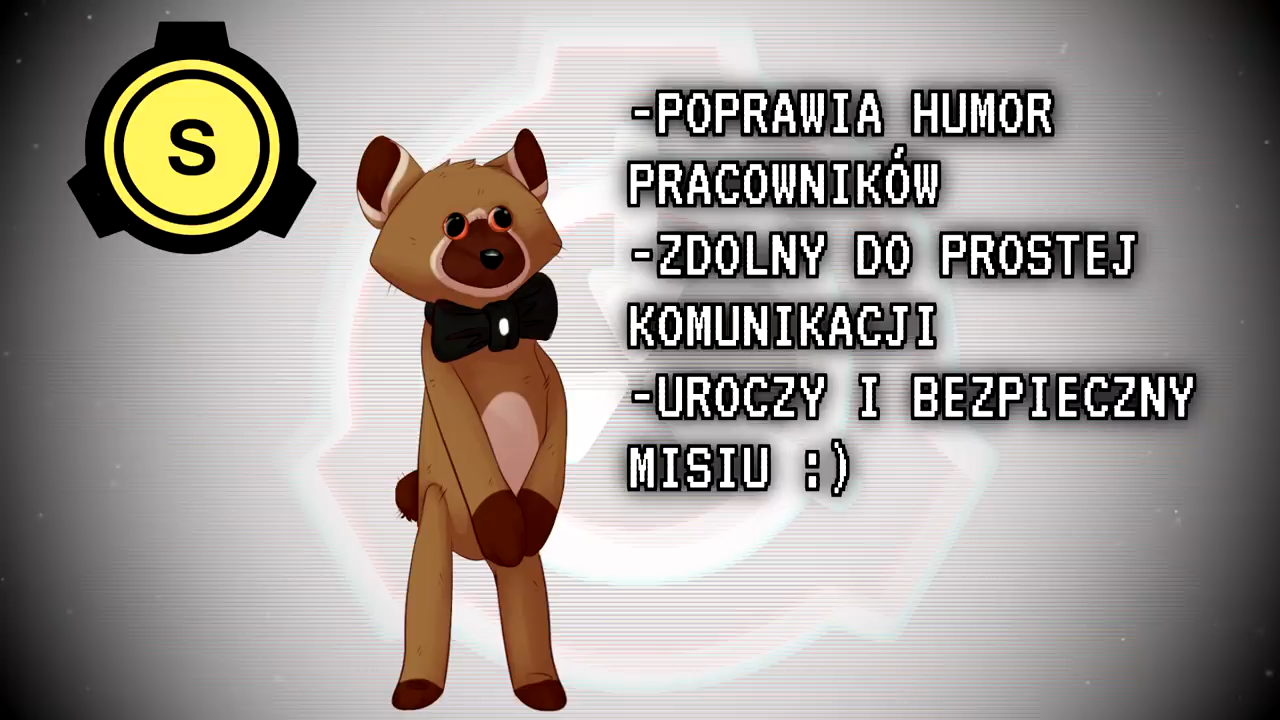 S
-POPRAWIA HUMOR
PRACOWNIKÓW
-ZDOLNY DO PROSTEJ
KOMUNIKACJI
-UROCZY I BEZPIECZNY
MISIU :)